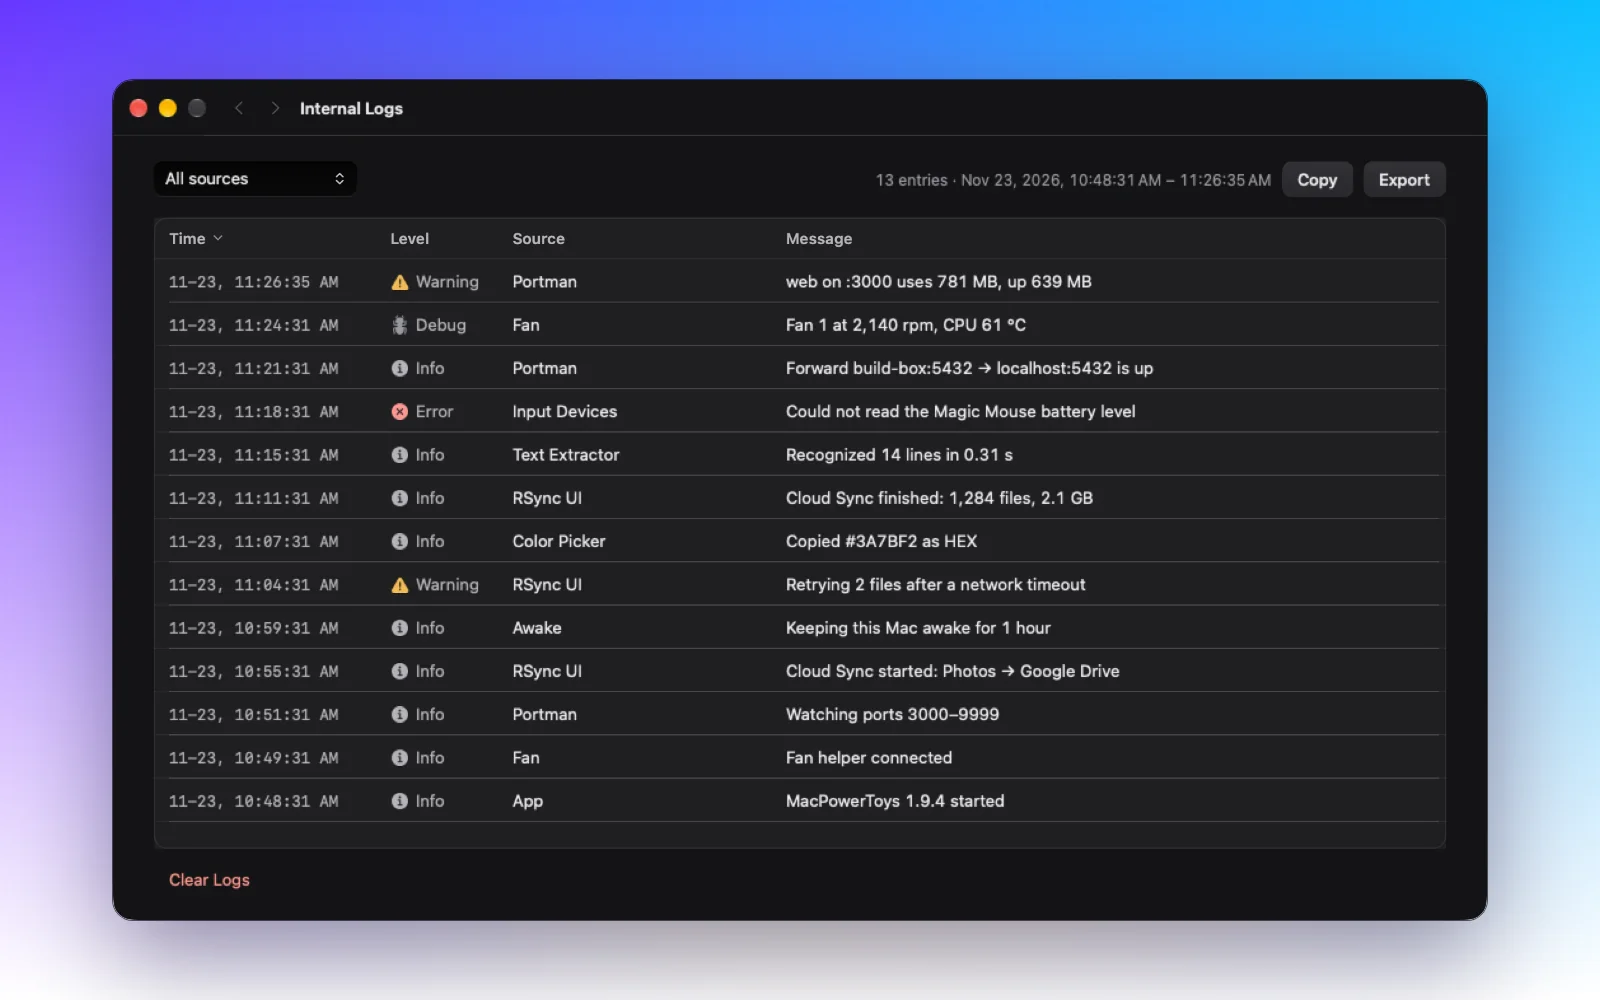 Internal Logs
All sources
13 entries · Nov 23, 2026, 10:48:31 AM – 11:26:35 AM
Copy
Export
Time Level Source Message
11-23, 11:26:35 AM Warning Portman web on :3000 uses 781 MB, up 639 MB
11-23, 11:24:31 AM Debug Fan Fan 1 at 2,140 rpm, CPU 61 °C
11-23, 11:21:31 AM Info Portman Forward build-box:5432 → localhost:5432 is up
11-23, 11:18:31 AM Error Input Devices Could not read the Magic Mouse battery level
11-23, 11:15:31 AM Info Text Extractor Recognized 14 lines in 0.31 s
11-23, 11:11:31 AM Info RSync UI Cloud Sync finished: 1,284 files, 2.1 GB
11-23, 11:07:31 AM Info Color Picker Copied #3A7BF2 as HEX
11-23, 11:04:31 AM Warning RSync UI Retrying 2 files after a network timeout
11-23, 10:59:31 AM Info Awake Keeping this Mac awake for 1 hour
11-23, 10:55:31 AM Info RSync UI Cloud Sync started: Photos → Google Drive
11-23, 10:51:31 AM Info Portman Watching ports 3000–9999
11-23, 10:49:31 AM Info Fan Fan helper connected
11-23, 10:48:31 AM Info App MacPowerToys 1.9.4 started
Clear Logs